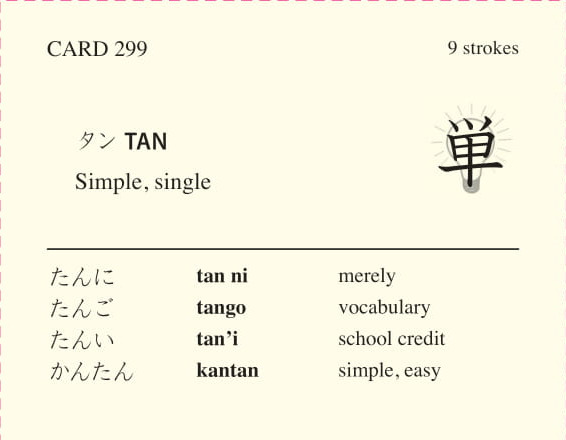 CARD 299 9 strokes
タン TAN
単
Simple, single
たんに tan ni merely
たんご tango vocabulary
たんい tan’i school credit
かんたん kantan simple, easy